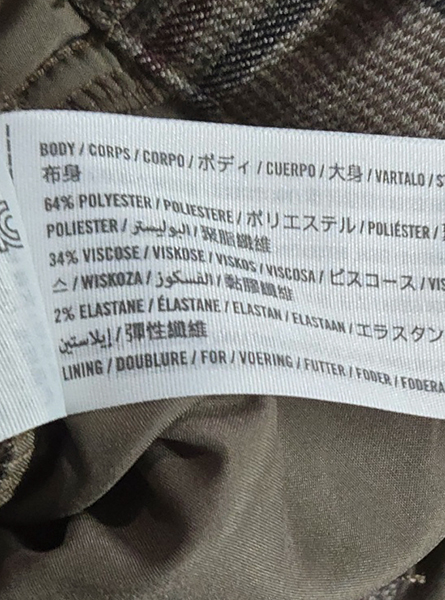 BODY / CORPS / CORPO / ボディ / CUERPO / 大身 / VARTALO / ST
布身
64% POLYESTER / POLIESTERE / ポリエステル / POLIÉSTER /
POLIESTER / البوليستر / 聚脂纖維
34% VISCOSE / VISKOSE / VISKOS / VISCOSA / ビスコース / VIS
스 / WISKOZA / الفسكوز / 黏膠纖維
2% ELASTANE / ÉLASTANE / ELASTAN / ELASTAAN / エラスタン
إيلاستين / 彈性纖維
LINING / DOUBLURE / FOR / VOERING / FUTTER / FODER / FODERA